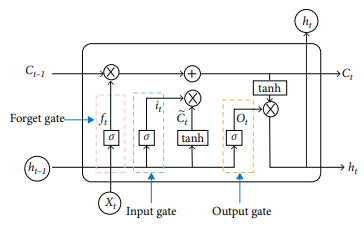 h_t
C_{t-1}
C_t
tanh
i_t
Forget gate
f_t
C̃_t
O_t
σ
σ
tanh
σ
h_{t-1}
h_t
X_t
Input gate
Output gate